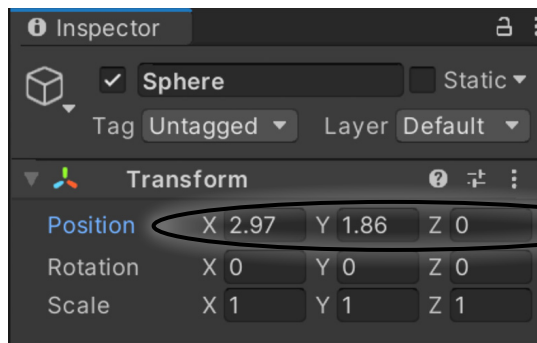 Inspector
Sphere Static
Tag Untagged Layer Default
Transform
Position X 2.97 Y 1.86 Z 0
Rotation X 0 Y 0 Z 0
Scale X 1 Y 1 Z 1